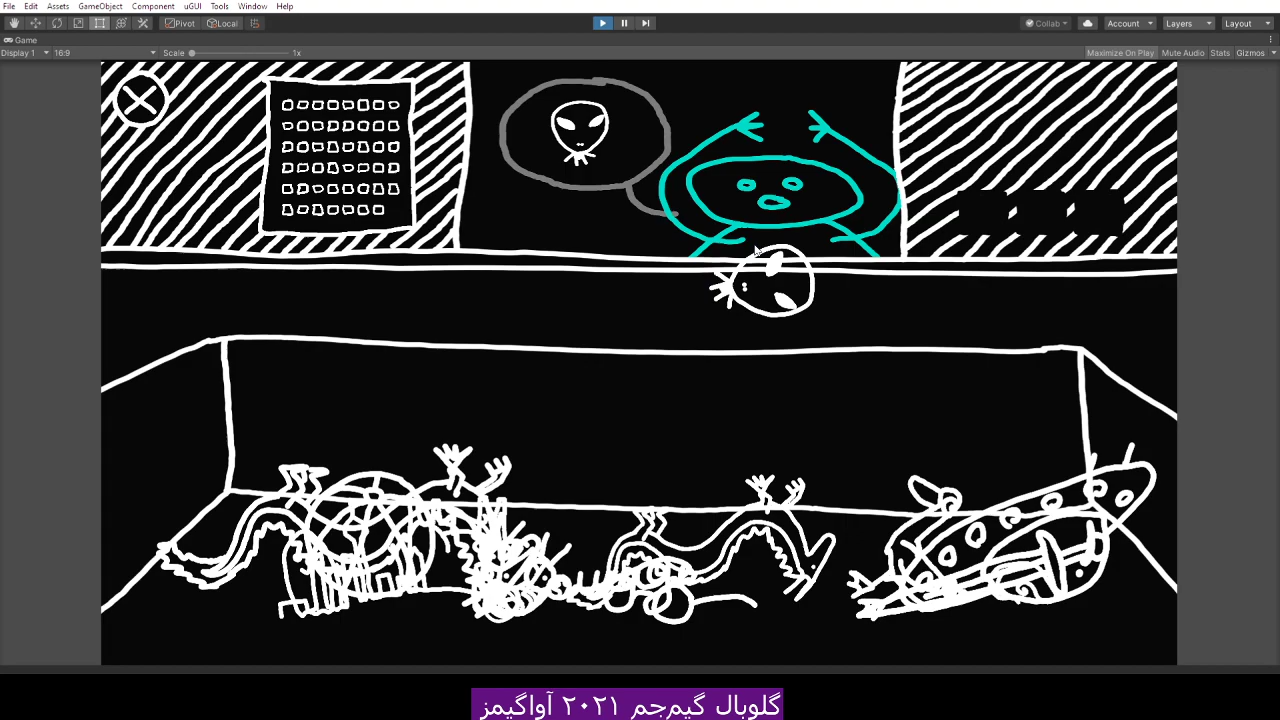 File Edit Assets GameObject Component uGUI Tools Window Help
Pivot Local Collab Account Layers Layout
Game
Display 1 16:9 Scale 1x Maximize On Play Mute Audio Stats Gizmos
گلوبال گیم‌جم ۲۰۲۱ آواگیمز